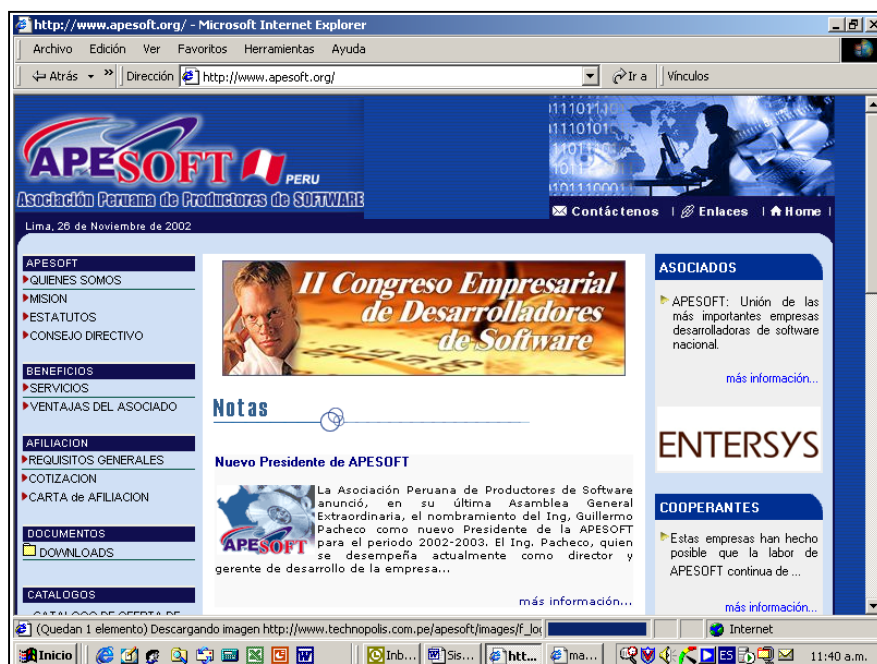 http://www.apesoft.org/ - Microsoft Internet Explorer
Archivo Edición Ver Favoritos Herramientas Ayuda
Atrás Dirección http://www.apesoft.org/ Ir a Vínculos
APESOFT PERU
Asociación Peruana de Productores de SOFTWARE
Contáctenos | Enlaces | Home |
Lima, 26 de Noviembre de 2002
APESOFT
QUIENES SOMOS
MISION
ESTATUTOS
CONSEJO DIRECTIVO
BENEFICIOS
SERVICIOS
VENTAJAS DEL ASOCIADO
AFILIACION
REQUISITOS GENERALES
COTIZACION
CARTA de AFILIACION
DOCUMENTOS
DOWNLOADS
CATALOGOS
CATALOGO DE OFERTA DE
II Congreso Empresarial
de Desarrolladores
de Software
Notas
Nuevo Presidente de APESOFT
La Asociación Peruana de Productores de Software
anunció, en su última Asamblea General
Extraordinaria, el nombramiento del Ing, Guillermo
Pacheco como nuevo Presidente de la APESOFT
para el periodo 2002-2003. El Ing. Pacheco, quien
se desempeña actualmente como director y
gerente de desarrollo de la empresa...
APESOFT
más información...
ASOCIADOS
APESOFT: Unión de las
más importantes empresas
desarrolladoras de software
nacional.
más información...
ENTERSYS
COOPERANTES
Estas empresas han hecho
posible que la labor de
APESOFT continua de ...
más información...
(Quedan 1 elemento) Descargando imagen http://www.technopolis.com.pe/apesoft/images/f_lo
Internet
Inicio Inb... Sis... htt... ma... ES 11:40 a.m.